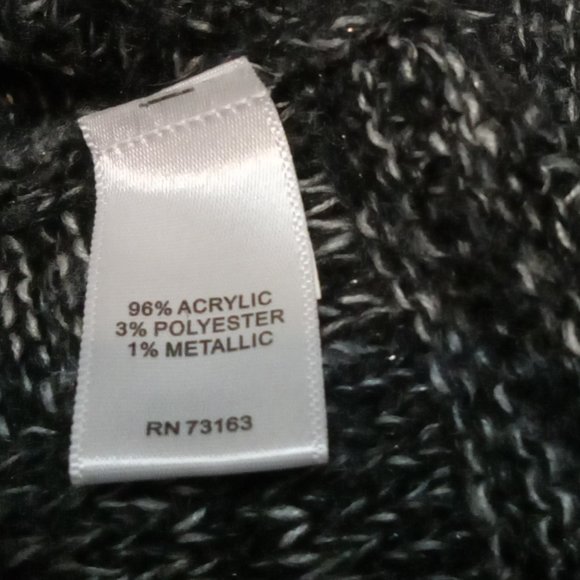 96% ACRYLIC
3% POLYESTER
1% METALLIC
RN 73163